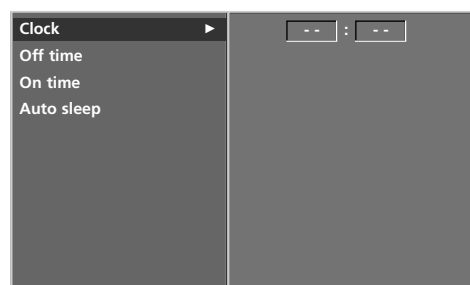 Clock ► - - : - -
Off time
On time
Auto sleep